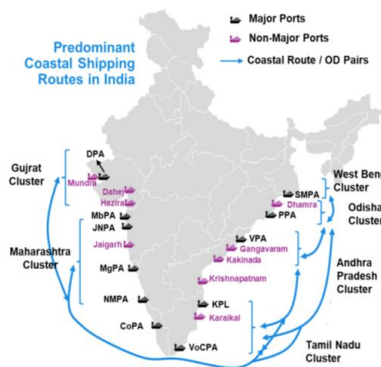 Predominant
Coastal Shipping
Routes in India
Major Ports
Non-Major Ports
Coastal Route / OD Pairs
DPA
Gujrat
Cluster
Mundra
Dahej
Hazira
MbPA
JNPA
Maharashtra
Cluster
Jaigarh
MgPA
NMPA
CoPA
VoCPA
West Beng
Cluster
SMPA
Dhamra
Odisha
Cluster
PPA
VPA
Gangavaram
Kakinada
Andhra
Pradesh
Cluster
Krishnapatnam
KPL
Karaikal
Tamil Nadu
Cluster